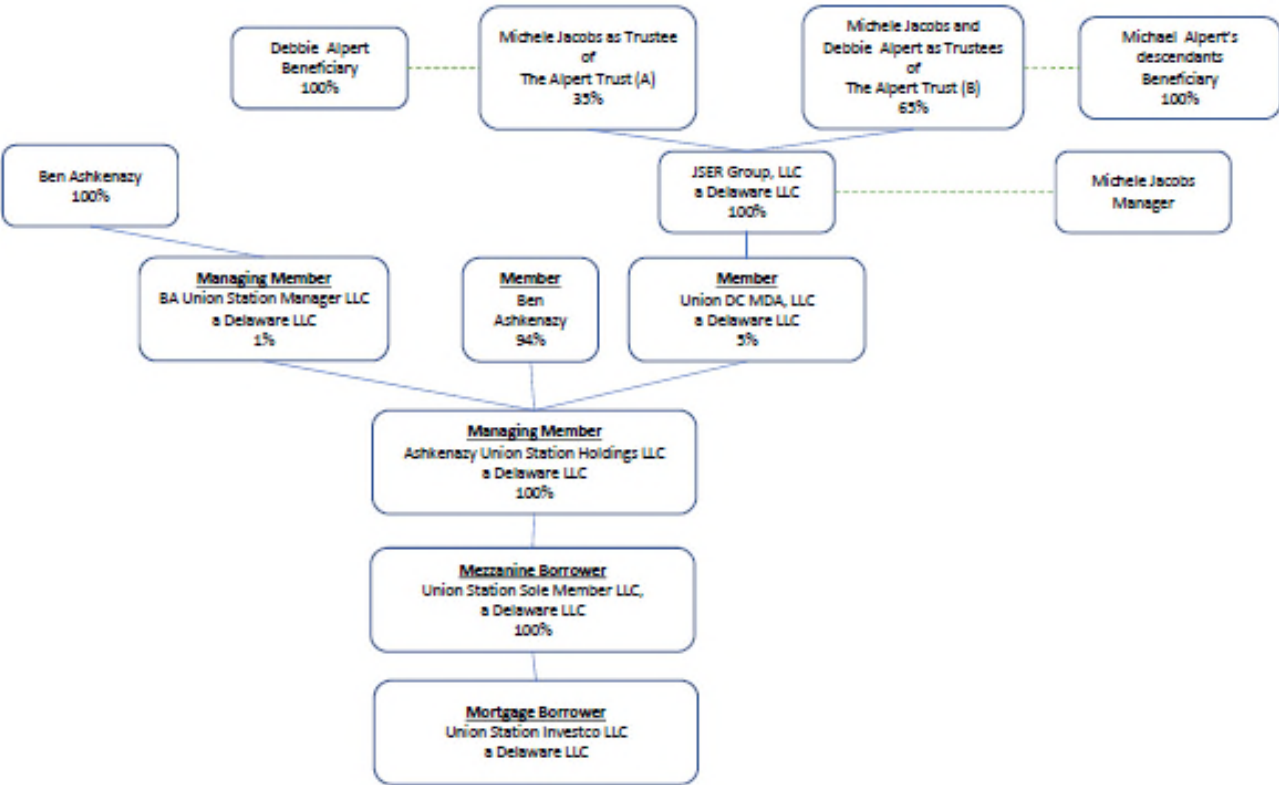 Debbie Alpert
Beneficiary
100%
Michele Jacobs as Trustee
of
The Alpert Trust (A)
35%
Michele Jacobs and
Debbie Alpert as Trustees
of
The Alpert Trust (B)
65%
Michael Alpert's
descendants
Beneficiary
100%
Ben Ashkenazy
100%
JSER Group, LLC
a Delaware LLC
100%
Michele Jacobs
Manager
Managing Member
BA Union Station Manager LLC
a Delaware LLC
1%
Member
Ben
Ashkenazy
94%
Member
Union DC MDA, LLC
a Delaware LLC
5%
Managing Member
Ashkenazy Union Station Holdings LLC
a Delaware LLC
100%
Mezzanine Borrower
Union Station Sole Member LLC,
a Delaware LLC
100%
Mortgage Borrower
Union Station Investco LLC
a Delaware LLC